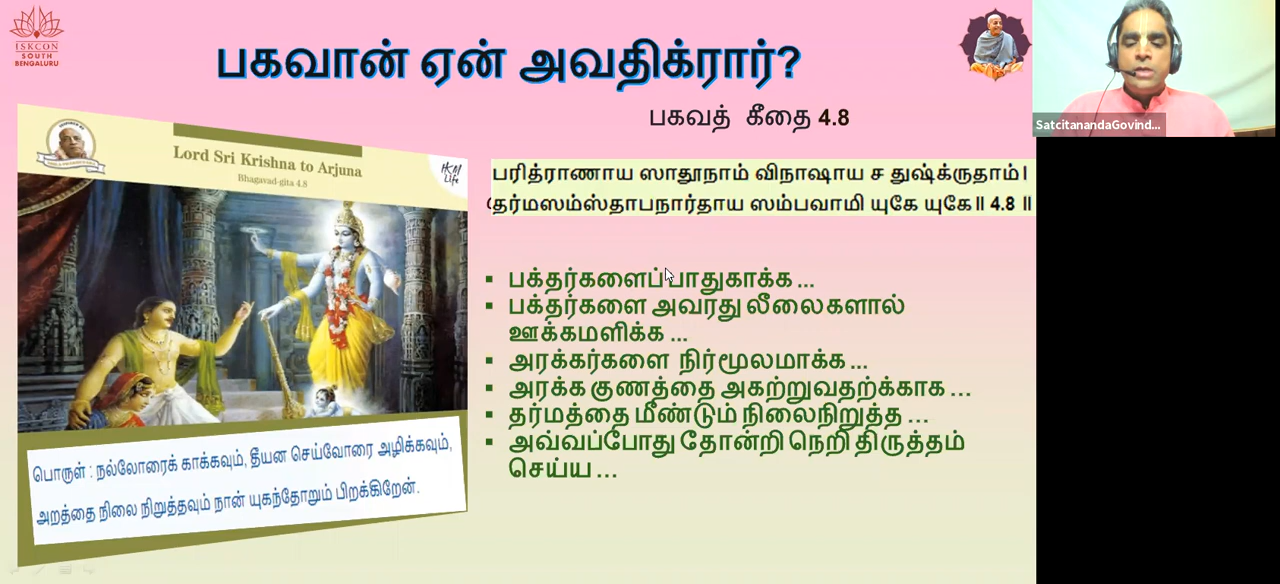 ISKCON
SOUTH
BENGALURU
பகவான் ஏன் அவதிக்ரார்?
பகவத் கீதை 4.8
SatcitanandaGovind...
Lord Sri Krishna to Arjuna
Bhagavad-gita 4.8
HKM
Life
பரித்ராணாய ஸாதூநாம் விநாஷாய ச துஷ்க்ருதாம்।
தர்மஸம்ஸ்தாபநார்தாய ஸம்பவாமி யுகே யுகே॥ 4.8 ॥
▪ பக்தர்களைப்பாதுகாக்க ...
▪ பக்தர்களை அவரது லீலைகளால்
ஊக்கமளிக்க ...
▪ அரக்கர்களை நிர்மூலமாக்க ...
▪ அரக்க குணத்தை அகற்றுவதற்க்காக ...
▪ தர்மத்தை மீண்டும் நிலைநிறுத்த ...
▪ அவ்வப்போது தோன்றி நெறி திருத்தம்
செய்ய ...
பொருள் : நல்லோரைக் காக்கவும், தீயன செய்வோரை அழிக்கவும்,
அறத்தை நிலை நிறுத்தவும் நான் யுகந்தோறும் பிறக்கிறேன்.